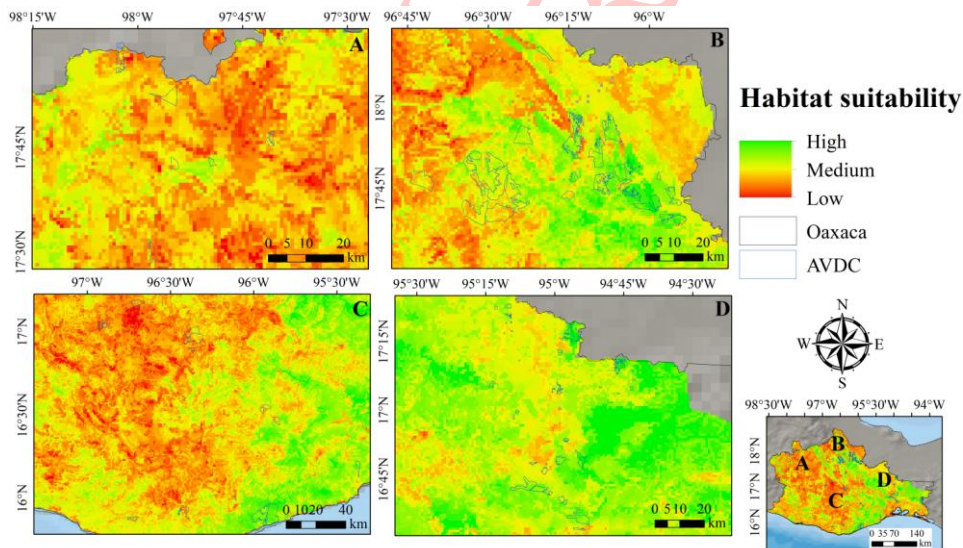 98°15'W 98°W 97°45'W 97°30'W
96°45'W 96°30'W 96°15'W 96°W
A
B
17°45'N
17°30'N
18°N
17°45'N
0 5 10 20
km
0 5 10 20
km
Habitat suitability
High
Medium
Low
Oaxaca
AVDC
97°W 96°30'W 96°W 95°30'W
95°30'W 95°15'W 95°W 94°45'W 94°30'W
C
D
17°N
16°30'N
16°N
17°15'N
17°N
16°45'N
0 10 20 40
km
0 5 10 20
km
N
W E
S
98°30'W 97°W 95°30'W 94°W
18°N
17°N
16°N
A
B
C
D
0 35 70 140
km